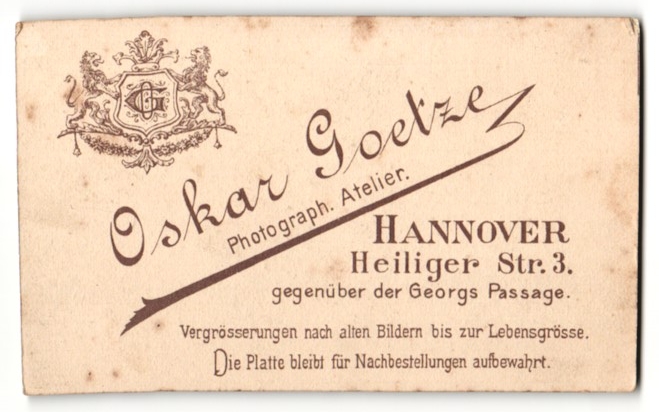 OG
Oskar Goetze
Photograph. Atelier.
HANNOVER
Heiliger Str. 3.
gegenüber der Georgs Passage.
Vergrösserungen nach alten Bildern bis zur Lebensgrösse.
Die Platte bleibt für Nachbestellungen aufbewahrt.